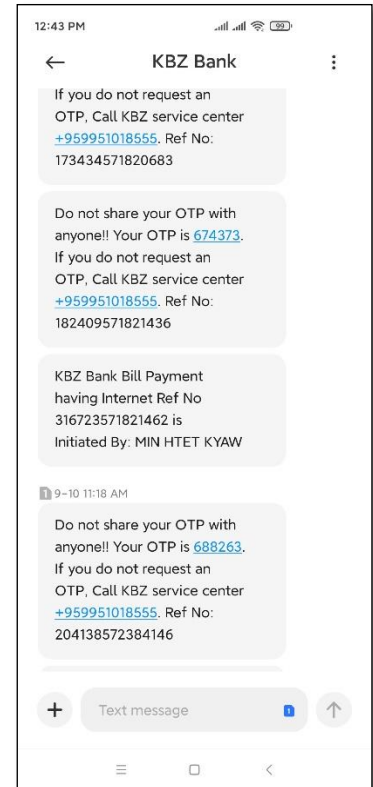 12:43 PM
99
KBZ Bank
If you do not request an
OTP, Call KBZ service center
+959951018555. Ref No:
173434571820683
Do not share your OTP with
anyone!! Your OTP is 674373.
If you do not request an
OTP, Call KBZ service center
+959951018555. Ref No:
182409571821436
KBZ Bank Bill Payment
having Internet Ref No
316723571821462 is
Initiated By: MIN HTET KYAW
1 9-10 11:18 AM
Do not share your OTP with
anyone!! Your OTP is 688263.
If you do not request an
OTP, Call KBZ service center
+959951018555. Ref No:
204138572384146
Text message
1